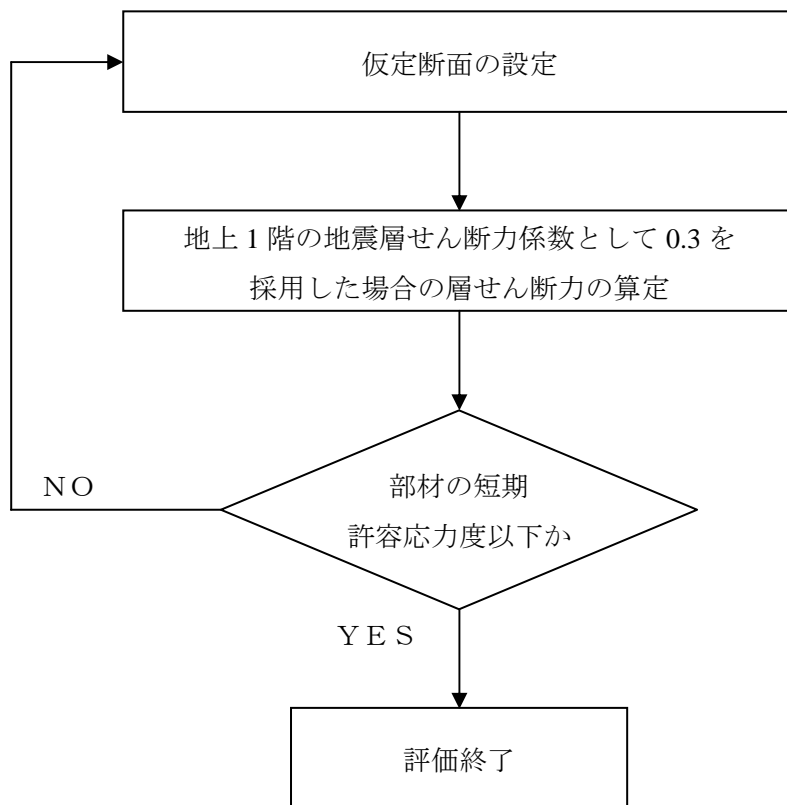 仮定断面の設定
地上1階の地震層せん断力係数として0.3を
採用した場合の層せん断力の算定
部材の短期
許容応力度以下か
ＮＯ
ＹＥＳ
評価終了